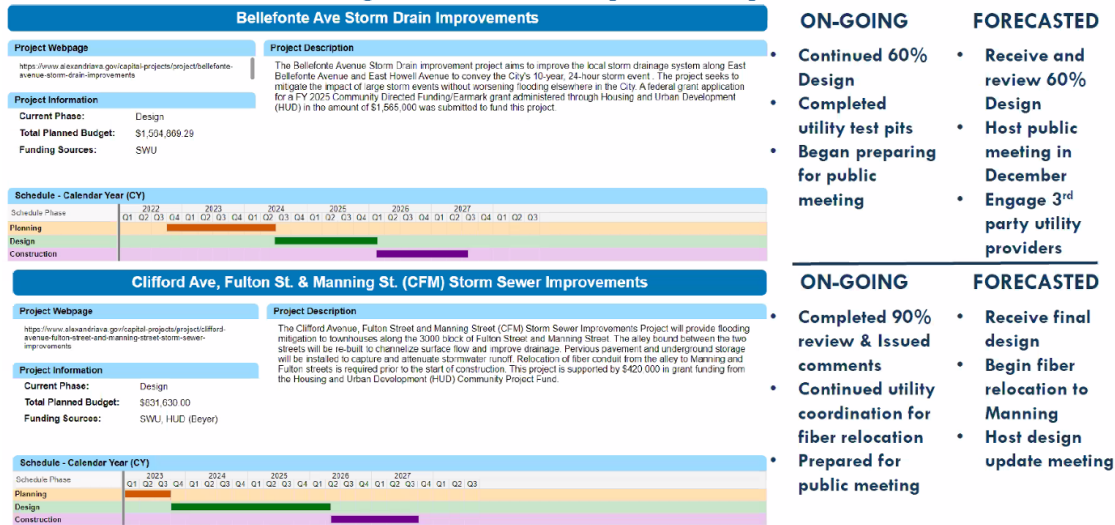 Bellefonte Ave Storm Drain Improvements
Project Webpage
https://www.alexandriava.gov/capital-projects/project/bellefonte-
avenue-storm-drain-improvements
Project Information
Current Phase: Design
Total Planned Budget: $1,564,869.29
Funding Sources: SWU
Project Description
The Bellefonte Avenue Storm Drain improvement project aims to improve the local storm drainage system along East
Bellefonte Avenue and East Howell Avenue to convey the City's 10-year, 24-hour storm event . The project seeks to
mitigate the impact of large storm events without worsening flooding elsewhere in the City. A federal grant application
for a FY 2025 Community Directed Funding/Earmark grant administered through Housing and Urban Development
(HUD) in the amount of $1,565,000 was submitted to fund this project.
Schedule - Calendar Year (CY)
Schedule Phase
2022 2023 2024 2025 2026 2027
Q1 Q2 Q3 Q4 Q1 Q2 Q3 Q4 Q1 Q2 Q3 Q4 Q1 Q2 Q3 Q4 Q1 Q2 Q3 Q4 Q1 Q2 Q3 Q4 Q1 Q2 Q3
Planning
Design
Construction
ON-GOING
• Continued 60%
Design
• Completed
utility test pits
• Began preparing
for public
meeting
FORECASTED
• Receive and
review 60%
Design
• Host public
meeting in
December
• Engage 3rd
party utility
providers
Clifford Ave, Fulton St. & Manning St. (CFM) Storm Sewer Improvements
Project Webpage
https://www.alexandriava.gov/capital-projects/project/clifford-
avenue-fulton-street-and-manning-street-storm-sewer-
improvements
Project Information
Current Phase: Design
Total Planned Budget: $831,630.00
Funding Sources: SWU, HUD (Beyer)
Project Description
The Clifford Avenue, Fulton Street and Manning Street (CFM) Storm Sewer Improvements Project will provide flooding
mitigation to townhouses along the 3000 block of Fulton Street and Manning Street. The alley bound between the two
streets will be re-built to channelize surface flow and improve drainage. Pervious pavement and underground storage
will be installed to capture and attenuate stormwater runoff. Relocation of fiber conduit from the alley to Manning and
Fulton streets is required prior to the start of construction. This project is supported by $420 000 in grant funding from
the Housing and Urban Development (HUD) Community Project Fund.
Schedule - Calendar Year (CY)
Schedule Phase
2023 2024 2025 2026 2027
Q1 Q2 Q3 Q4 Q1 Q2 Q3 Q4 Q1 Q2 Q3 Q4 Q1 Q2 Q3 Q4 Q1 Q2 Q3 Q4 Q1 Q2 Q3
Planning
Design
Construction
ON-GOING
• Completed 90%
review & Issued
comments
• Continued utility
coordination for
fiber relocation
• Prepared for
public meeting
FORECASTED
• Receive final
design
• Begin fiber
relocation to
Manning
• Host design
update meeting